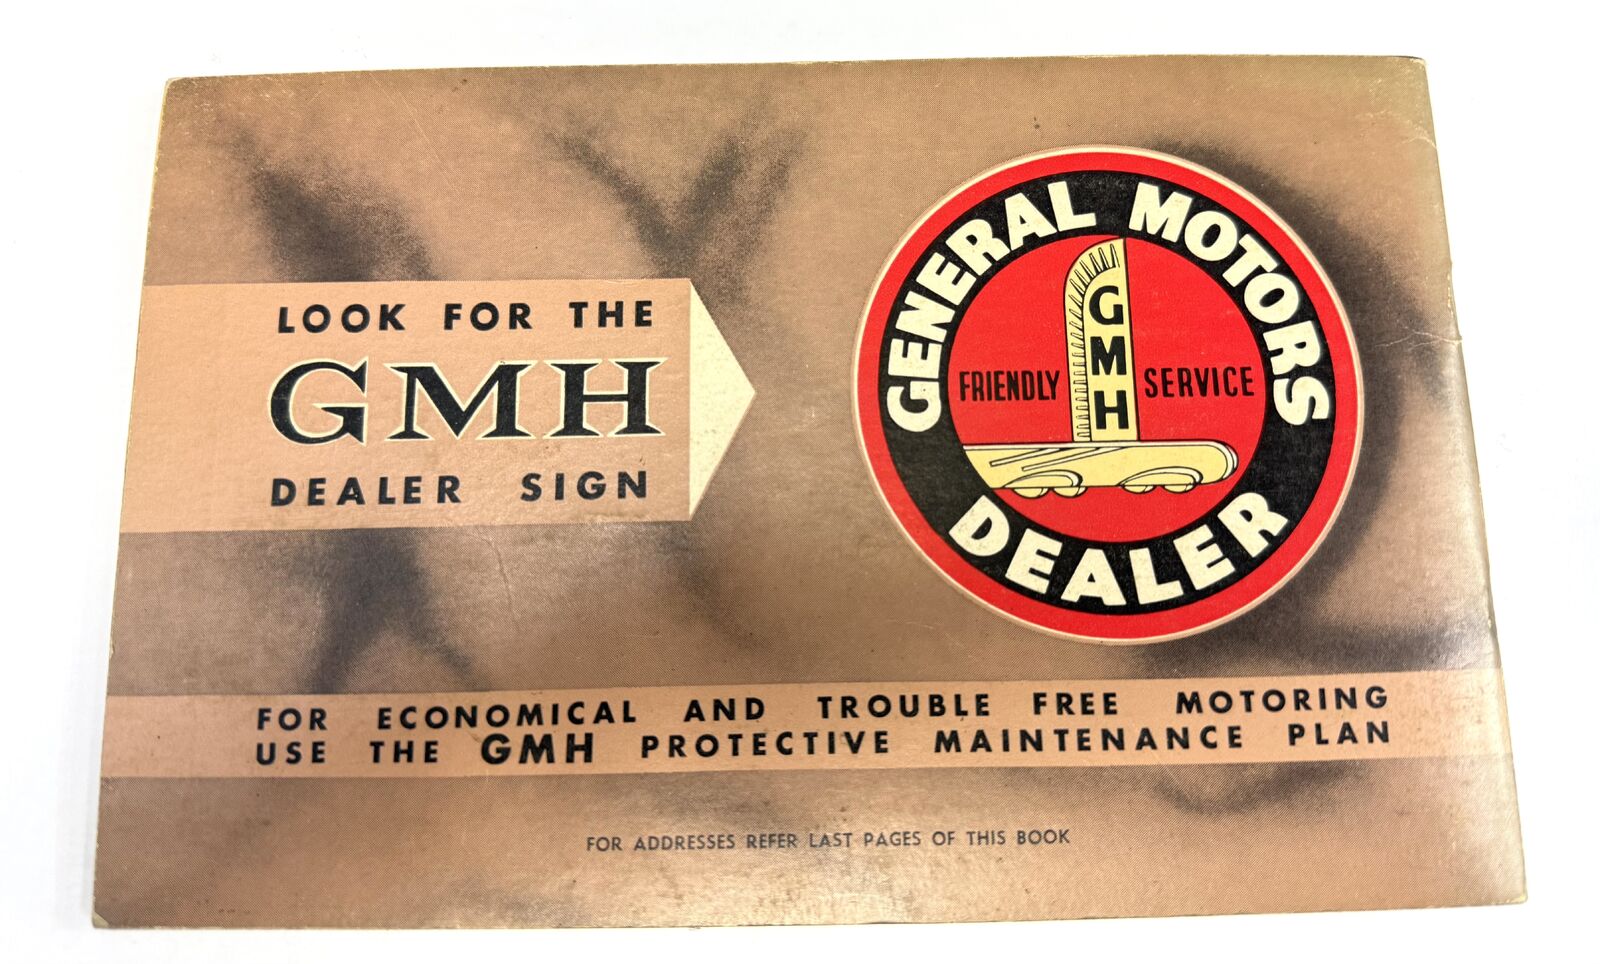 LOOK FOR THE
GMH
DEALER SIGN
GENERAL MOTORS
FRIENDLY GMH SERVICE
DEALER
FOR ECONOMICAL AND TROUBLE FREE MOTORING
USE THE GMH PROTECTIVE MAINTENANCE PLAN
FOR ADDRESSES REFER LAST PAGES OF THIS BOOK